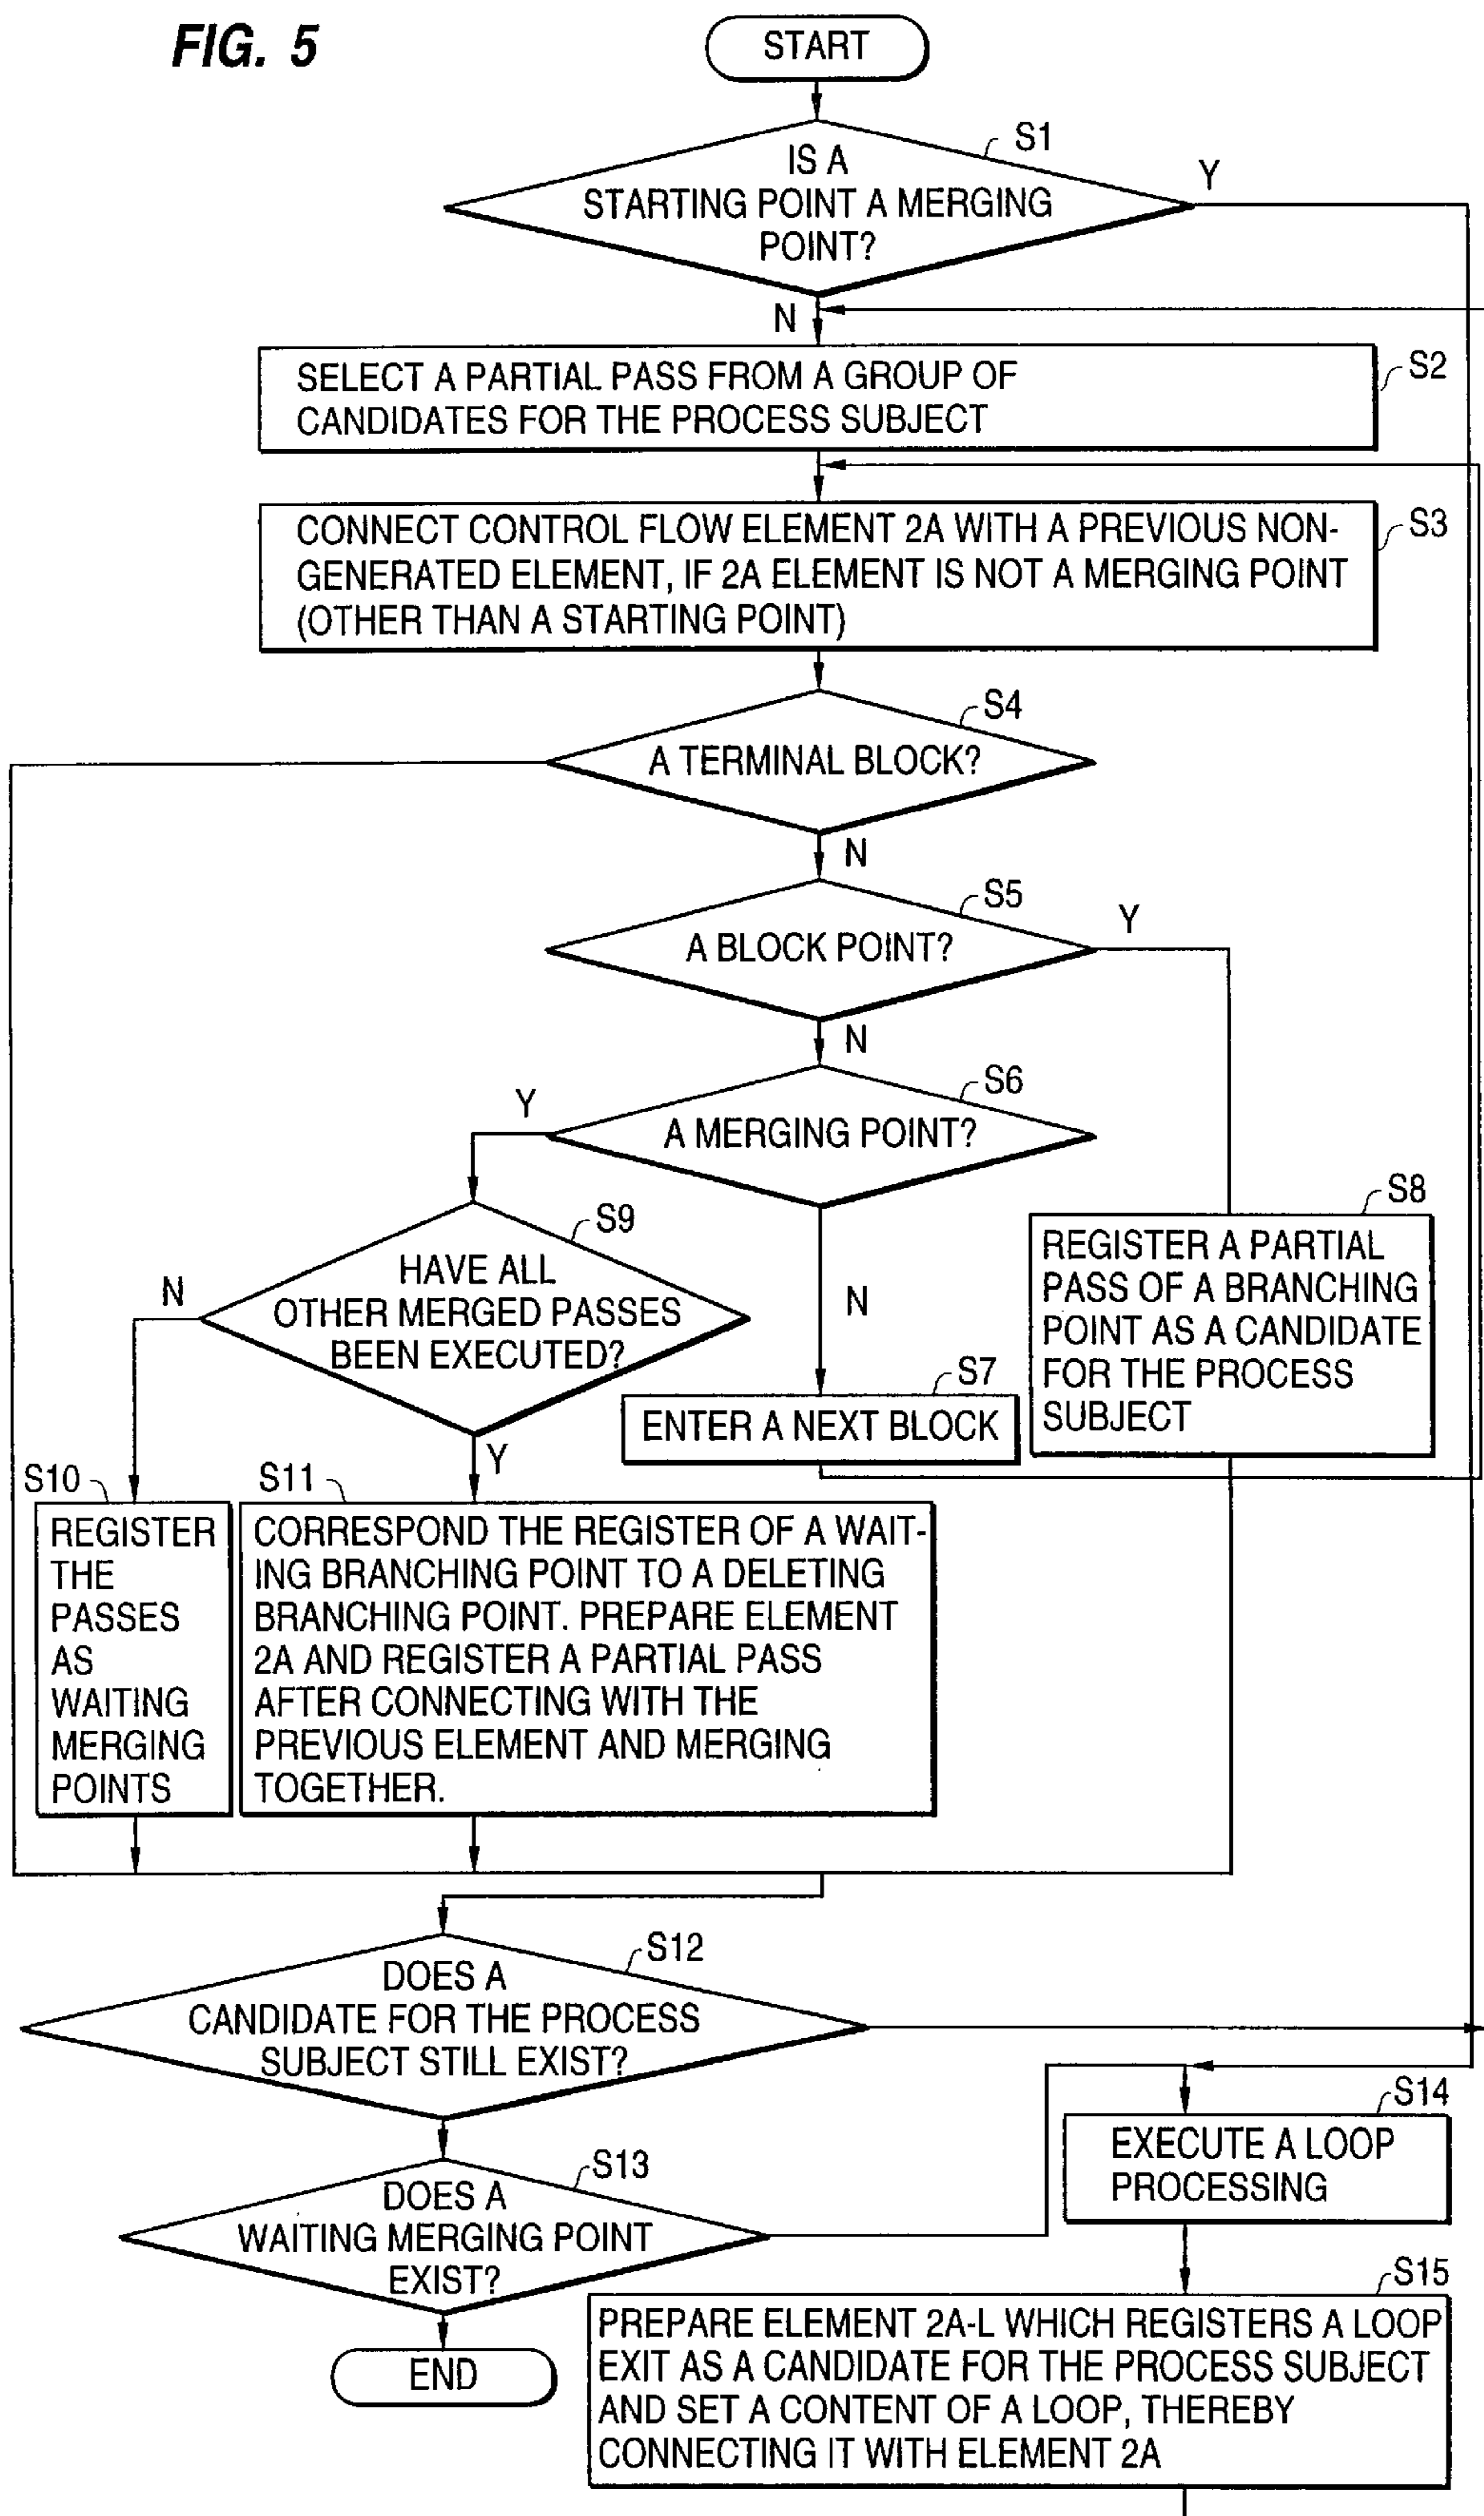 FIG. 5
START
S1
IS A
STARTING POINT A MERGING
POINT?
Y
N
S2
SELECT A PARTIAL PASS FROM A GROUP OF
CANDIDATES FOR THE PROCESS SUBJECT
S3
CONNECT CONTROL FLOW ELEMENT 2A WITH A PREVIOUS NON-
GENERATED ELEMENT, IF 2A ELEMENT IS NOT A MERGING POINT
(OTHER THAN A STARTING POINT)
S4
A TERMINAL BLOCK?
N
S5
A BLOCK POINT?
Y
N
S6
A MERGING POINT?
Y
N
S9
HAVE ALL
OTHER MERGED PASSES
BEEN EXECUTED?
N
Y
S8
REGISTER A PARTIAL
PASS OF A BRANCHING
POINT AS A CANDIDATE
FOR THE PROCESS
SUBJECT
S7
ENTER A NEXT BLOCK
S10
REGISTER
THE
PASSES
AS
WAITING
MERGING
POINTS
S11
CORRESPOND THE REGISTER OF A WAIT-
ING BRANCHING POINT TO A DELETING
BRANCHING POINT. PREPARE ELEMENT
2A AND REGISTER A PARTIAL PASS
AFTER CONNECTING WITH THE
PREVIOUS ELEMENT AND MERGING
TOGETHER.
S12
DOES A
CANDIDATE FOR THE PROCESS
SUBJECT STILL EXIST?
S13
DOES A
WAITING MERGING POINT
EXIST?
END
S14
EXECUTE A LOOP
PROCESSING
S15
PREPARE ELEMENT 2A-L WHICH REGISTERS A LOOP
EXIT AS A CANDIDATE FOR THE PROCESS SUBJECT
AND SET A CONTENT OF A LOOP, THEREBY
CONNECTING IT WITH ELEMENT 2A